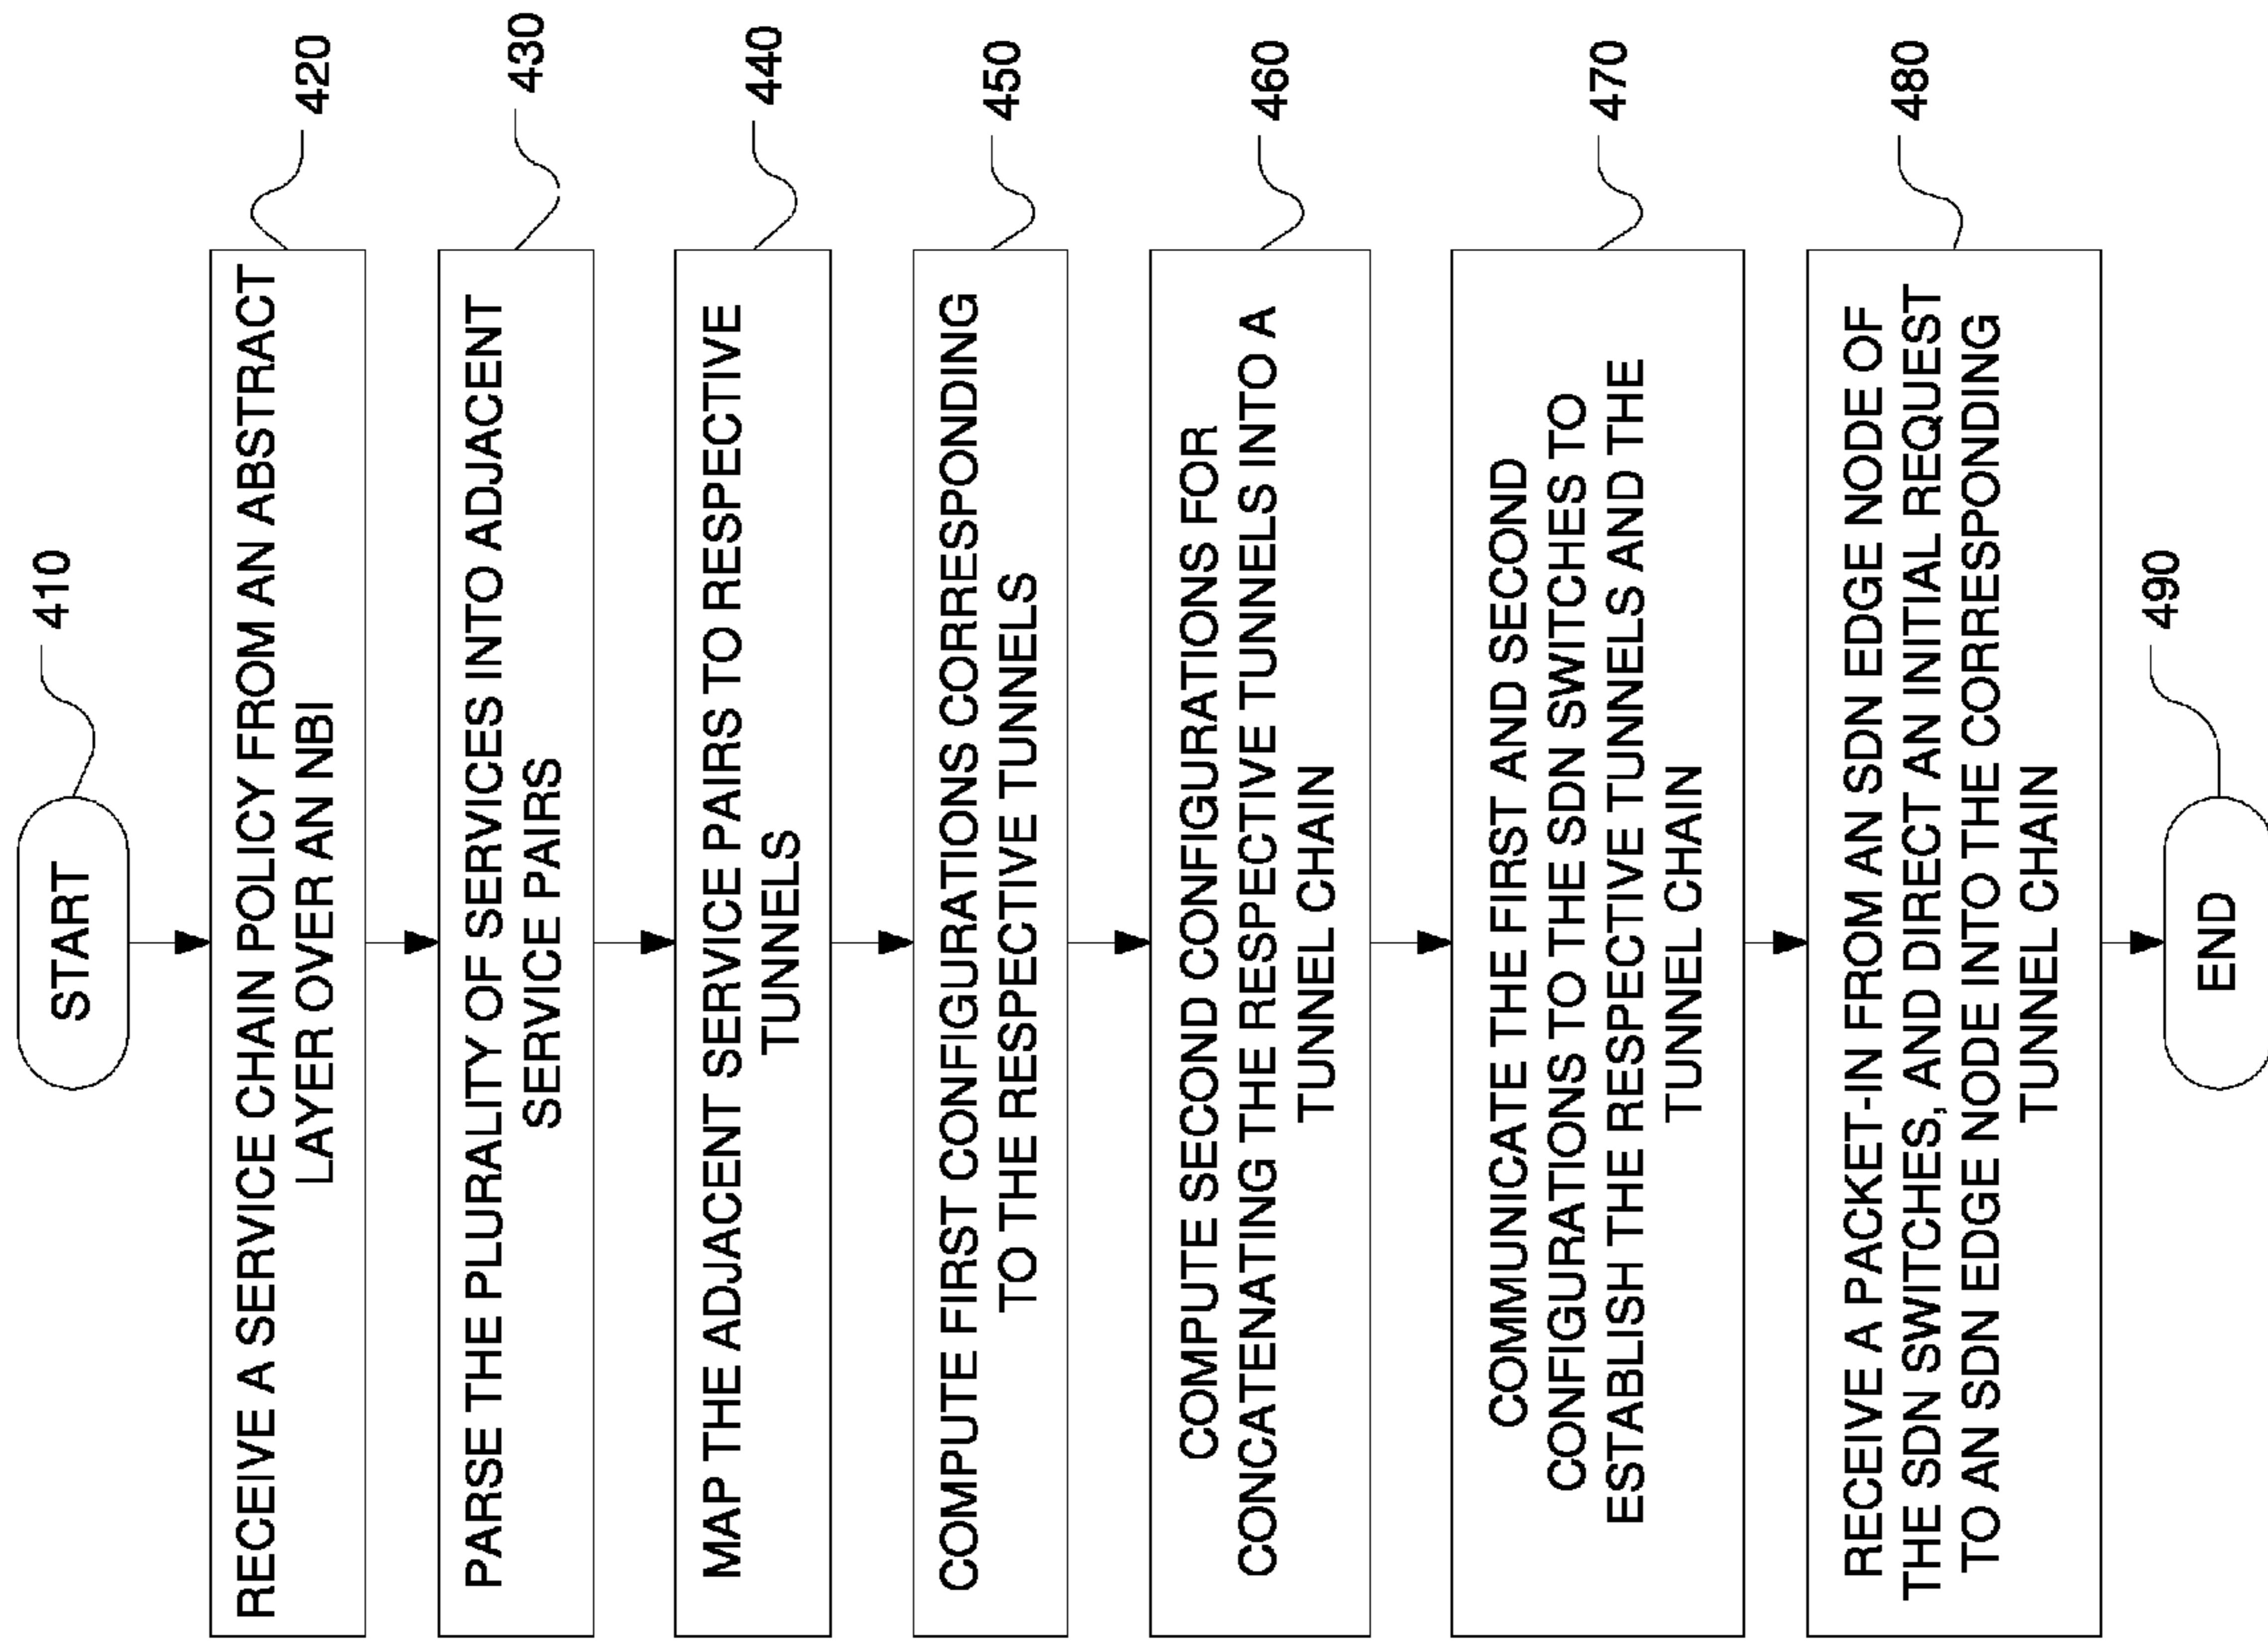 START
410
RECEIVE A SERVICE CHAIN POLICY FROM AN ABSTRACT
LAYER OVER AN NBI
420
PARSE THE PLURALITY OF SERVICES INTO ADJACENT
SERVICE PAIRS
430
MAP THE ADJACENT SERVICE PAIRS TO RESPECTIVE
TUNNELS
440
COMPUTE FIRST CONFIGURATIONS CORRESPONDING
TO THE RESPECTIVE TUNNELS
450
COMPUTE SECOND CONFIGURATIONS FOR
CONCATENATING THE RESPECTIVE TUNNELS INTO A
TUNNEL CHAIN
460
COMMUNICATE THE FIRST AND SECOND
CONFIGURATIONS TO THE SDN SWITCHES TO
ESTABLISH THE RESPECTIVE TUNNELS AND THE
TUNNEL CHAIN
470
RECEIVE A PACKET-IN FROM AN SDN EDGE NODE OF
THE SDN SWITCHES, AND DIRECT AN INITIAL REQUEST
TO AN SDN EDGE NODE INTO THE CORRESPONDING
TUNNEL CHAIN
480
END
490